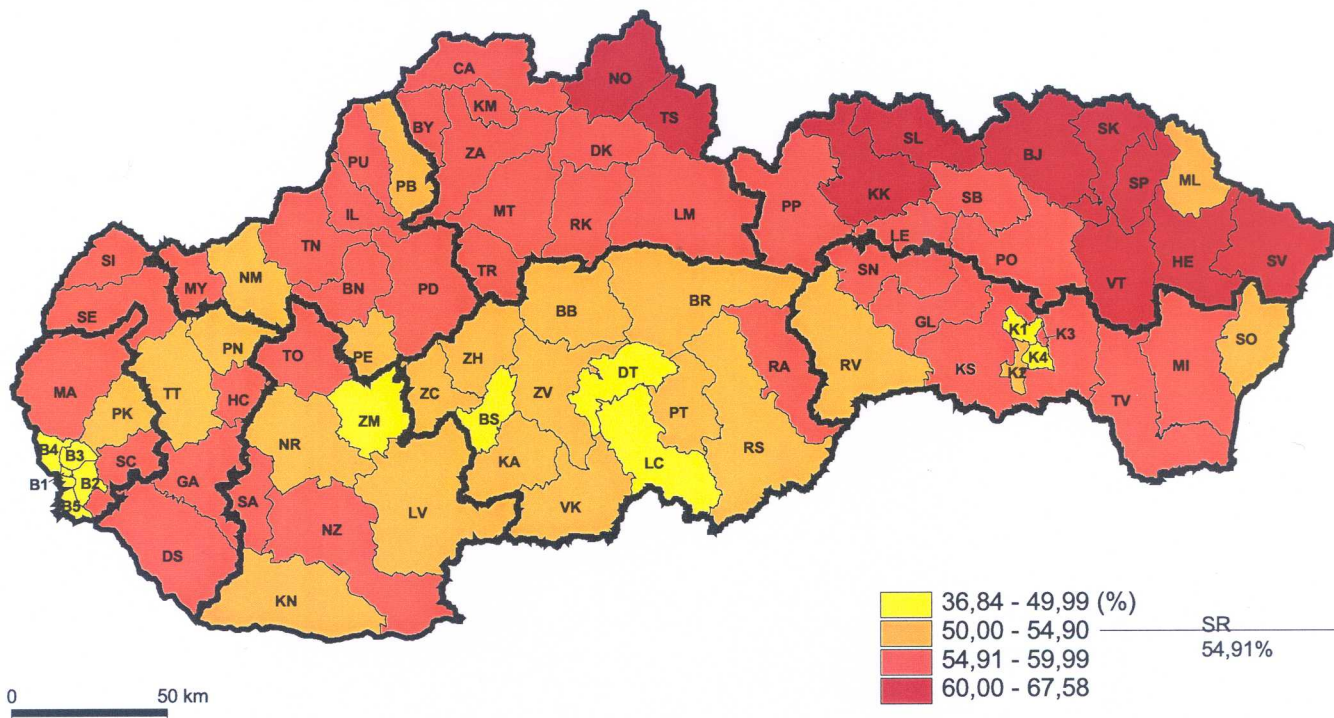 CA
NO
KM
TS
BY
SL
SK
BJ
PU
ZA
DK
SP
ML
PB
KK
PP
SB
IL
MT
RK
LM
LE
TN
PO
HE
SV
SI
TR
SN
VT
MY
NM
BN
PD
BR
SE
BB
GL
K1
K3
SO
PN
PE
ZH
TO
DT
RA
RV
KS
K4
K2
MI
MA
TT
HC
ZC
ZV
PK
ZM
BS
PT
TV
B4
B3
NR
RS
SC
KA
LC
B1
B2
GA
SA
B5
LV
VK
NZ
DS
KN
36,84 - 49,99 (%)
50,00 - 54,90
SR
54,91%
54,91 - 59,99
60,00 - 67,58
0 50 km